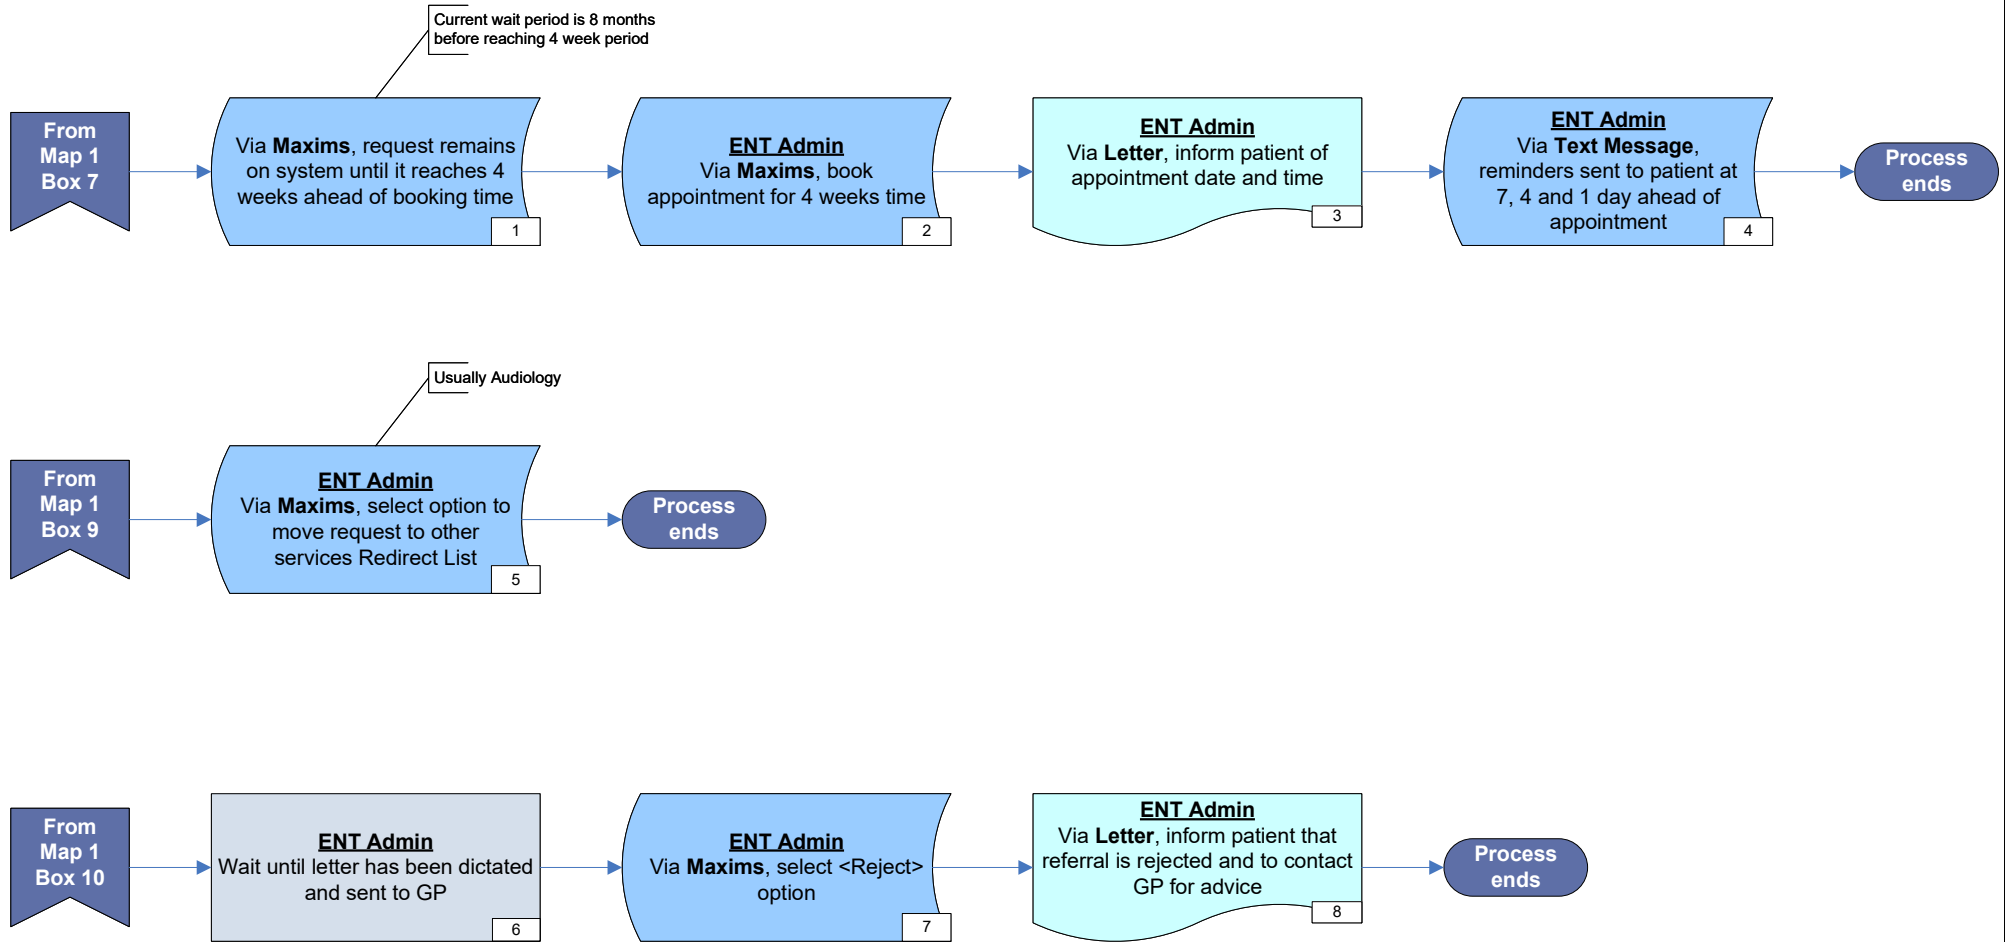 Current wait period is 8 months
before reaching 4 week period
From
Map 1
Box 7
Via Maxims, request remains
on system until it reaches 4
weeks ahead of booking time
1
ENT Admin
Via Maxims, book
appointment for 4 weeks time
2
ENT Admin
Via Letter, inform patient of
appointment date and time
3
ENT Admin
Via Text Message,
reminders sent to patient at
7, 4 and 1 day ahead of
appointment
4
Process
ends
Usually Audiology
From
Map 1
Box 9
ENT Admin
Via Maxims, select option to
move request to other
services Redirect List
5
Process
ends
From
Map 1
Box 10
ENT Admin
Wait until letter has been dictated
and sent to GP
6
ENT Admin
Via Maxims, select <Reject>
option
7
ENT Admin
Via Letter, inform patient that
referral is rejected and to contact
GP for advice
8
Process
ends